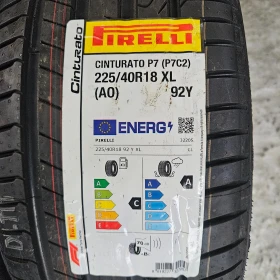 PIRELLI
Cinturato
CINTURATO P7 (P7C2)
225/40R18 XL
(AO) 92Y
ENERG
PIRELLI
225/40R18 92 Y XL
A
B
C
D
E
C
A
B
C
D
E
A